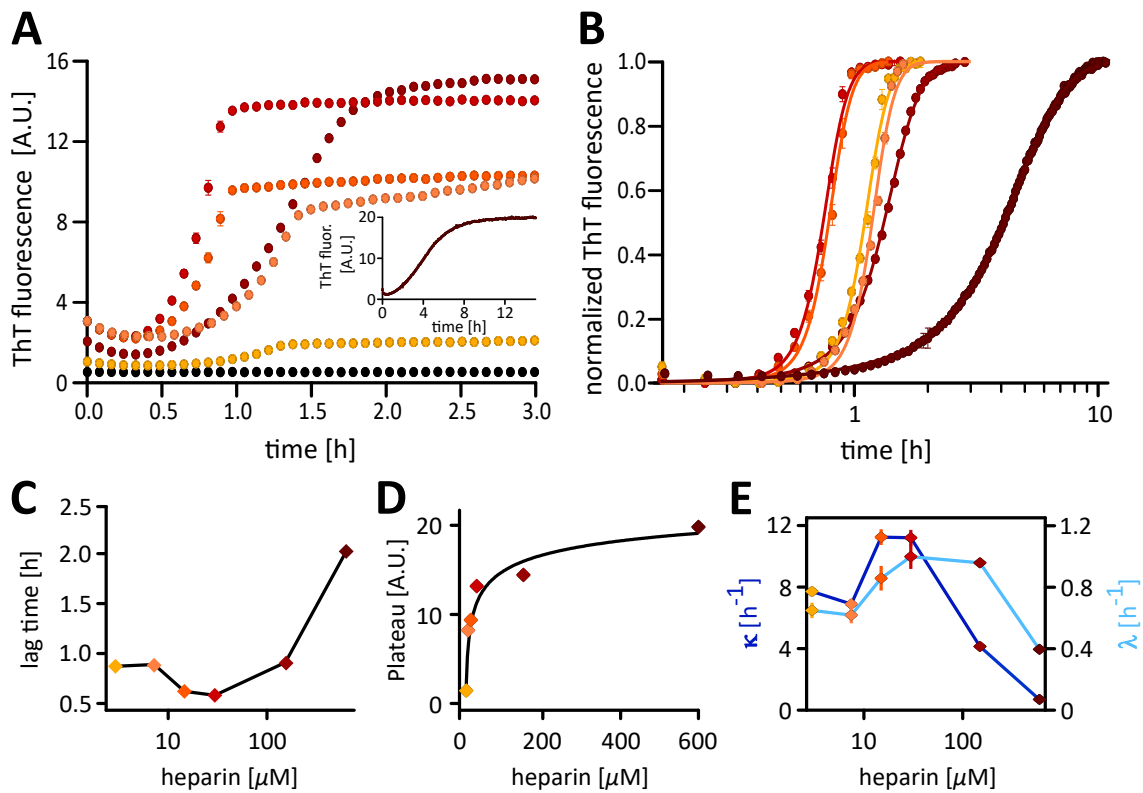 A
ThT fluorescence [A.U.]
16
12
8
4
0
0.0
0.5
1.0
1.5
2.0
2.5
3.0
time [h]
ThT fluor.
[A.U.]
20
10
0
0
4
8
12
time [h]
B
normalized ThT fluorescence
1.0
0.8
0.6
0.4
0.2
0.0
1
10
time [h]
C
lag time [h]
2.5
2.0
1.0
0.5
10
100
heparin [μM]
D
Plateau [A.U.]
20
10
0
0
200
400
600
heparin [μM]
E
κ [h-1]
12
8
4
0
1.2
0.8
0.4
0
λ [h-1]
10
100
heparin [μM]